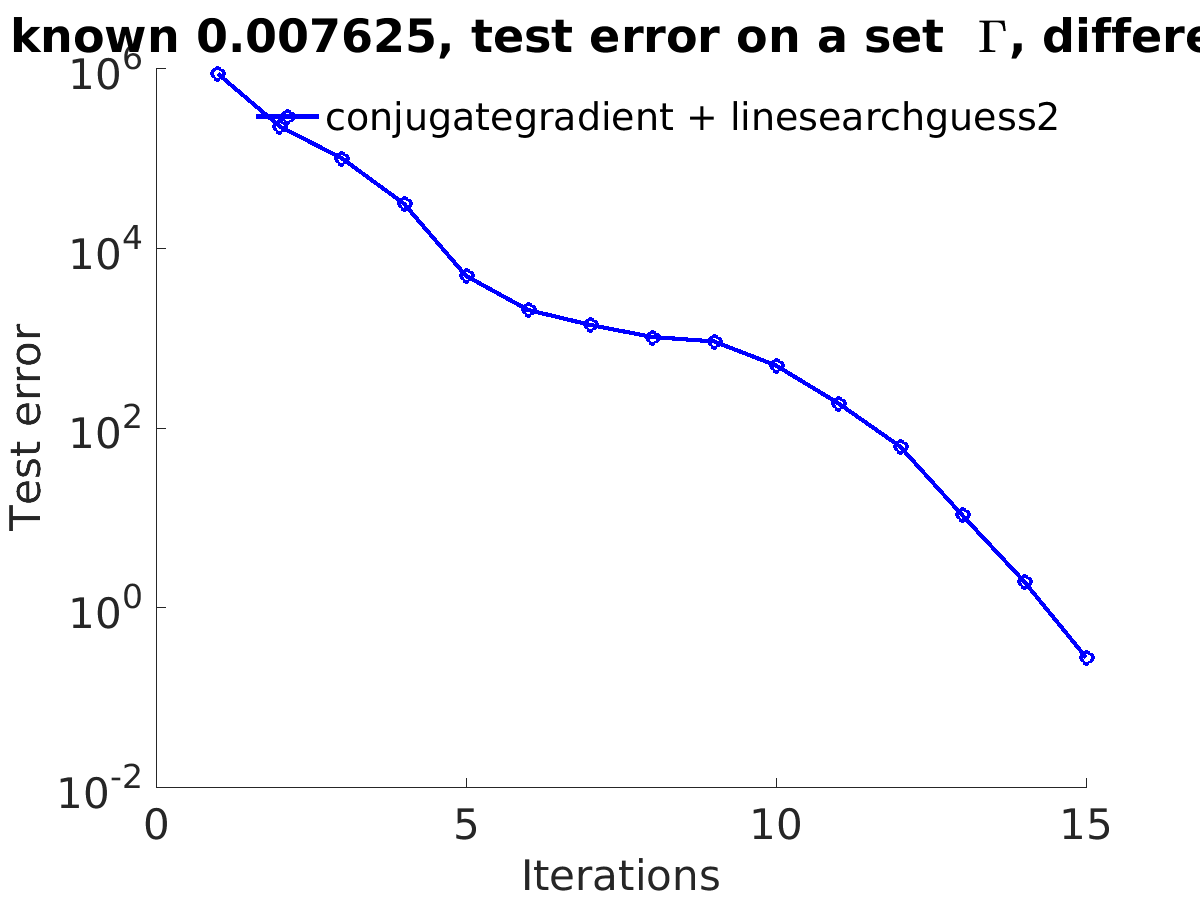 known 0.007625, test error on a set Γ, differe
10^6
conjugategradient + linesearchguess2
10^4
10^2
10^0
10^-2
Test error
0 5 10 15
Iterations